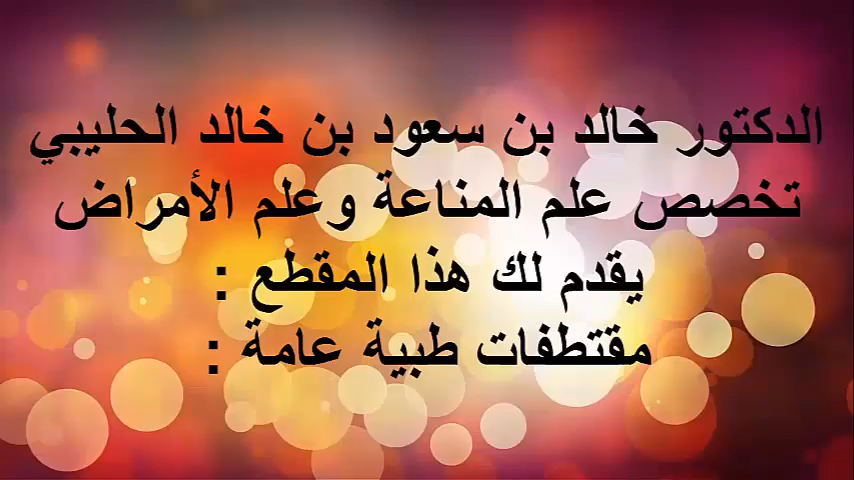 الدكتور خالد بن سعود بن خالد الحليبي
تخصص علم المناعة وعلم الأمراض
يقدم لك هذا المقطع :
مقتطفات طبية عامة :